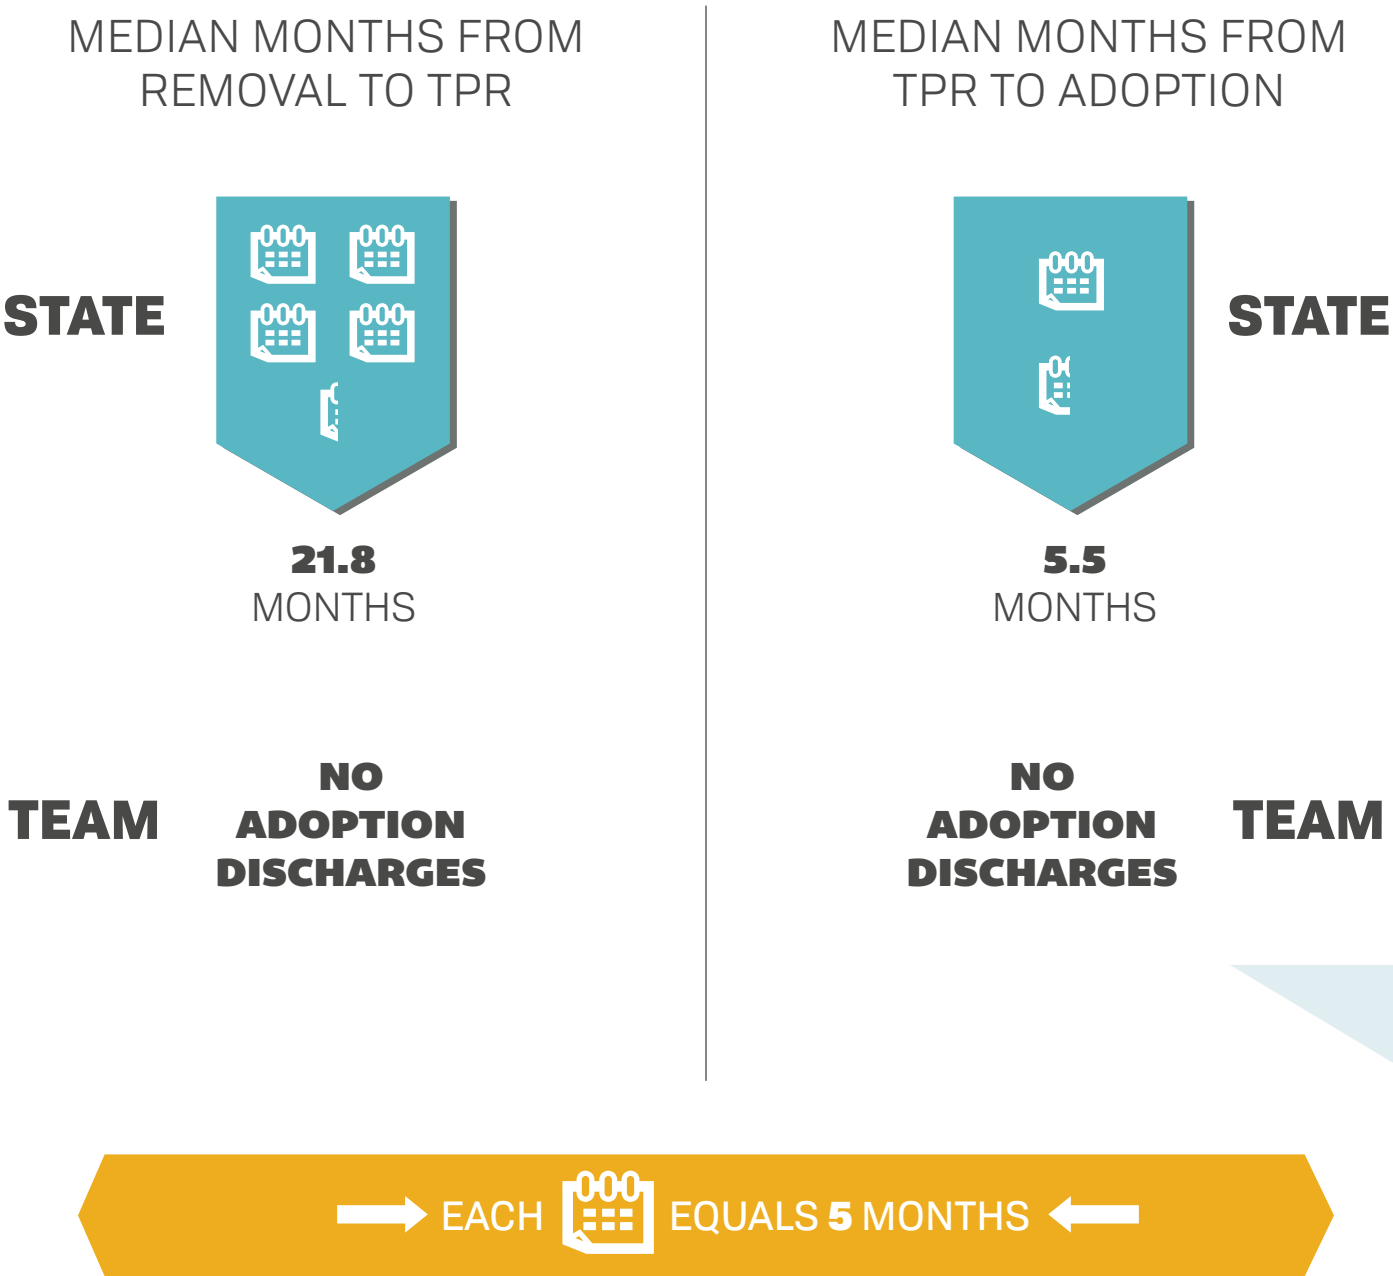 MEDIAN MONTHS FROM
REMOVAL TO TPR
STATE
21.8
MONTHS
TEAM
NO
ADOPTION
DISCHARGES
MEDIAN MONTHS FROM
TPR TO ADOPTION
STATE
5.5
MONTHS
NO
ADOPTION
DISCHARGES
TEAM
EACH EQUALS 5 MONTHS